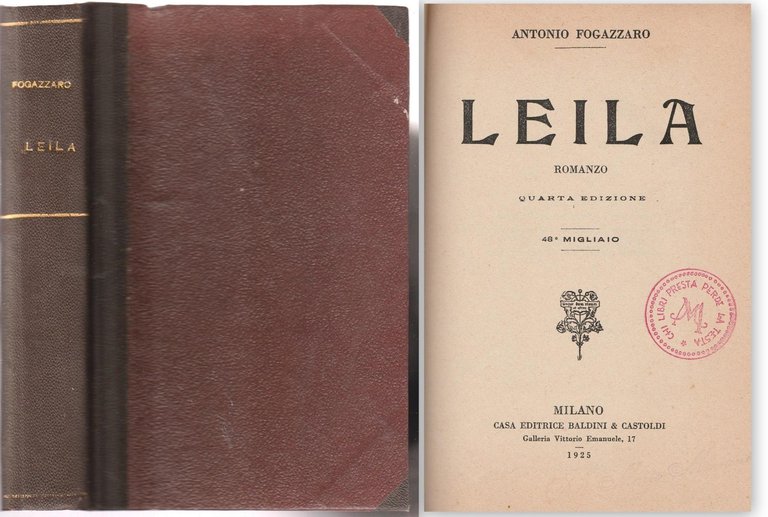 FOGAZZARO
LEILA
ANTONIO FOGAZZARO
LEILA
ROMANZO
QUARTA EDIZIONE
48° MIGLIAIO
CHI LIBRI PRESTA PERDE LA TESTA
MILANO
CASA EDITRICE BALDINI & CASTOLDI
Galleria Vittorio Emanuele, 17
1925